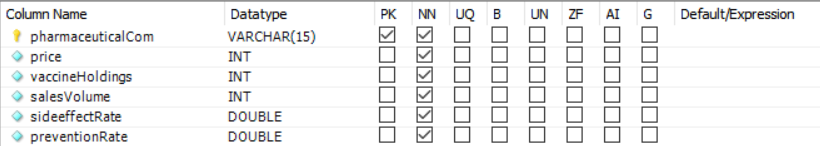 Column Name Datatype PK NN UQ B UN ZF AI G Default/Expression
pharmaceuticalCom VARCHAR(15)
price INT
vaccineHoldings INT
salesVolume INT
sideeffectRate DOUBLE
preventionRate DOUBLE